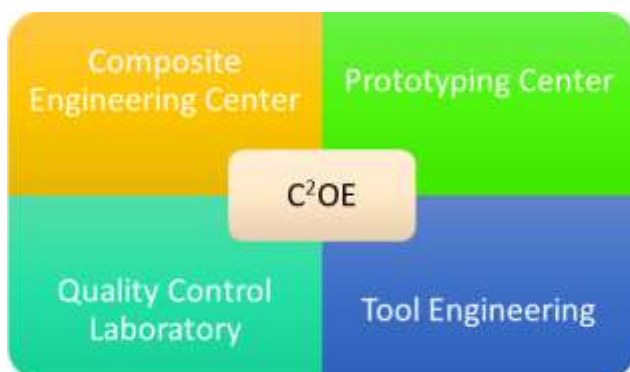 Composite
Engineering Center
Prototyping Center
C²OE
Quality Control
Laboratory
Tool Engineering